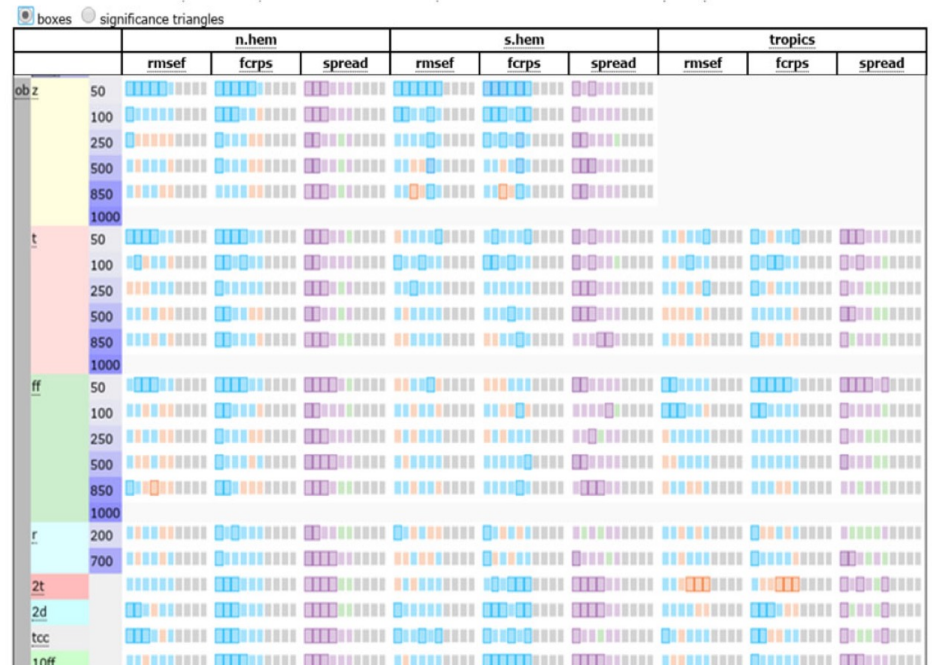 boxes significance triangles
n.hem s.hem tropics
rmsef fcrps spread rmsef fcrps spread rmsef fcrps spread
ob z 50
100
250
500
850
1000
t 50
100
250
500
850
1000
ff 50
100
250
500
850
1000
r 200
700
2t
2d
tcc
10ff